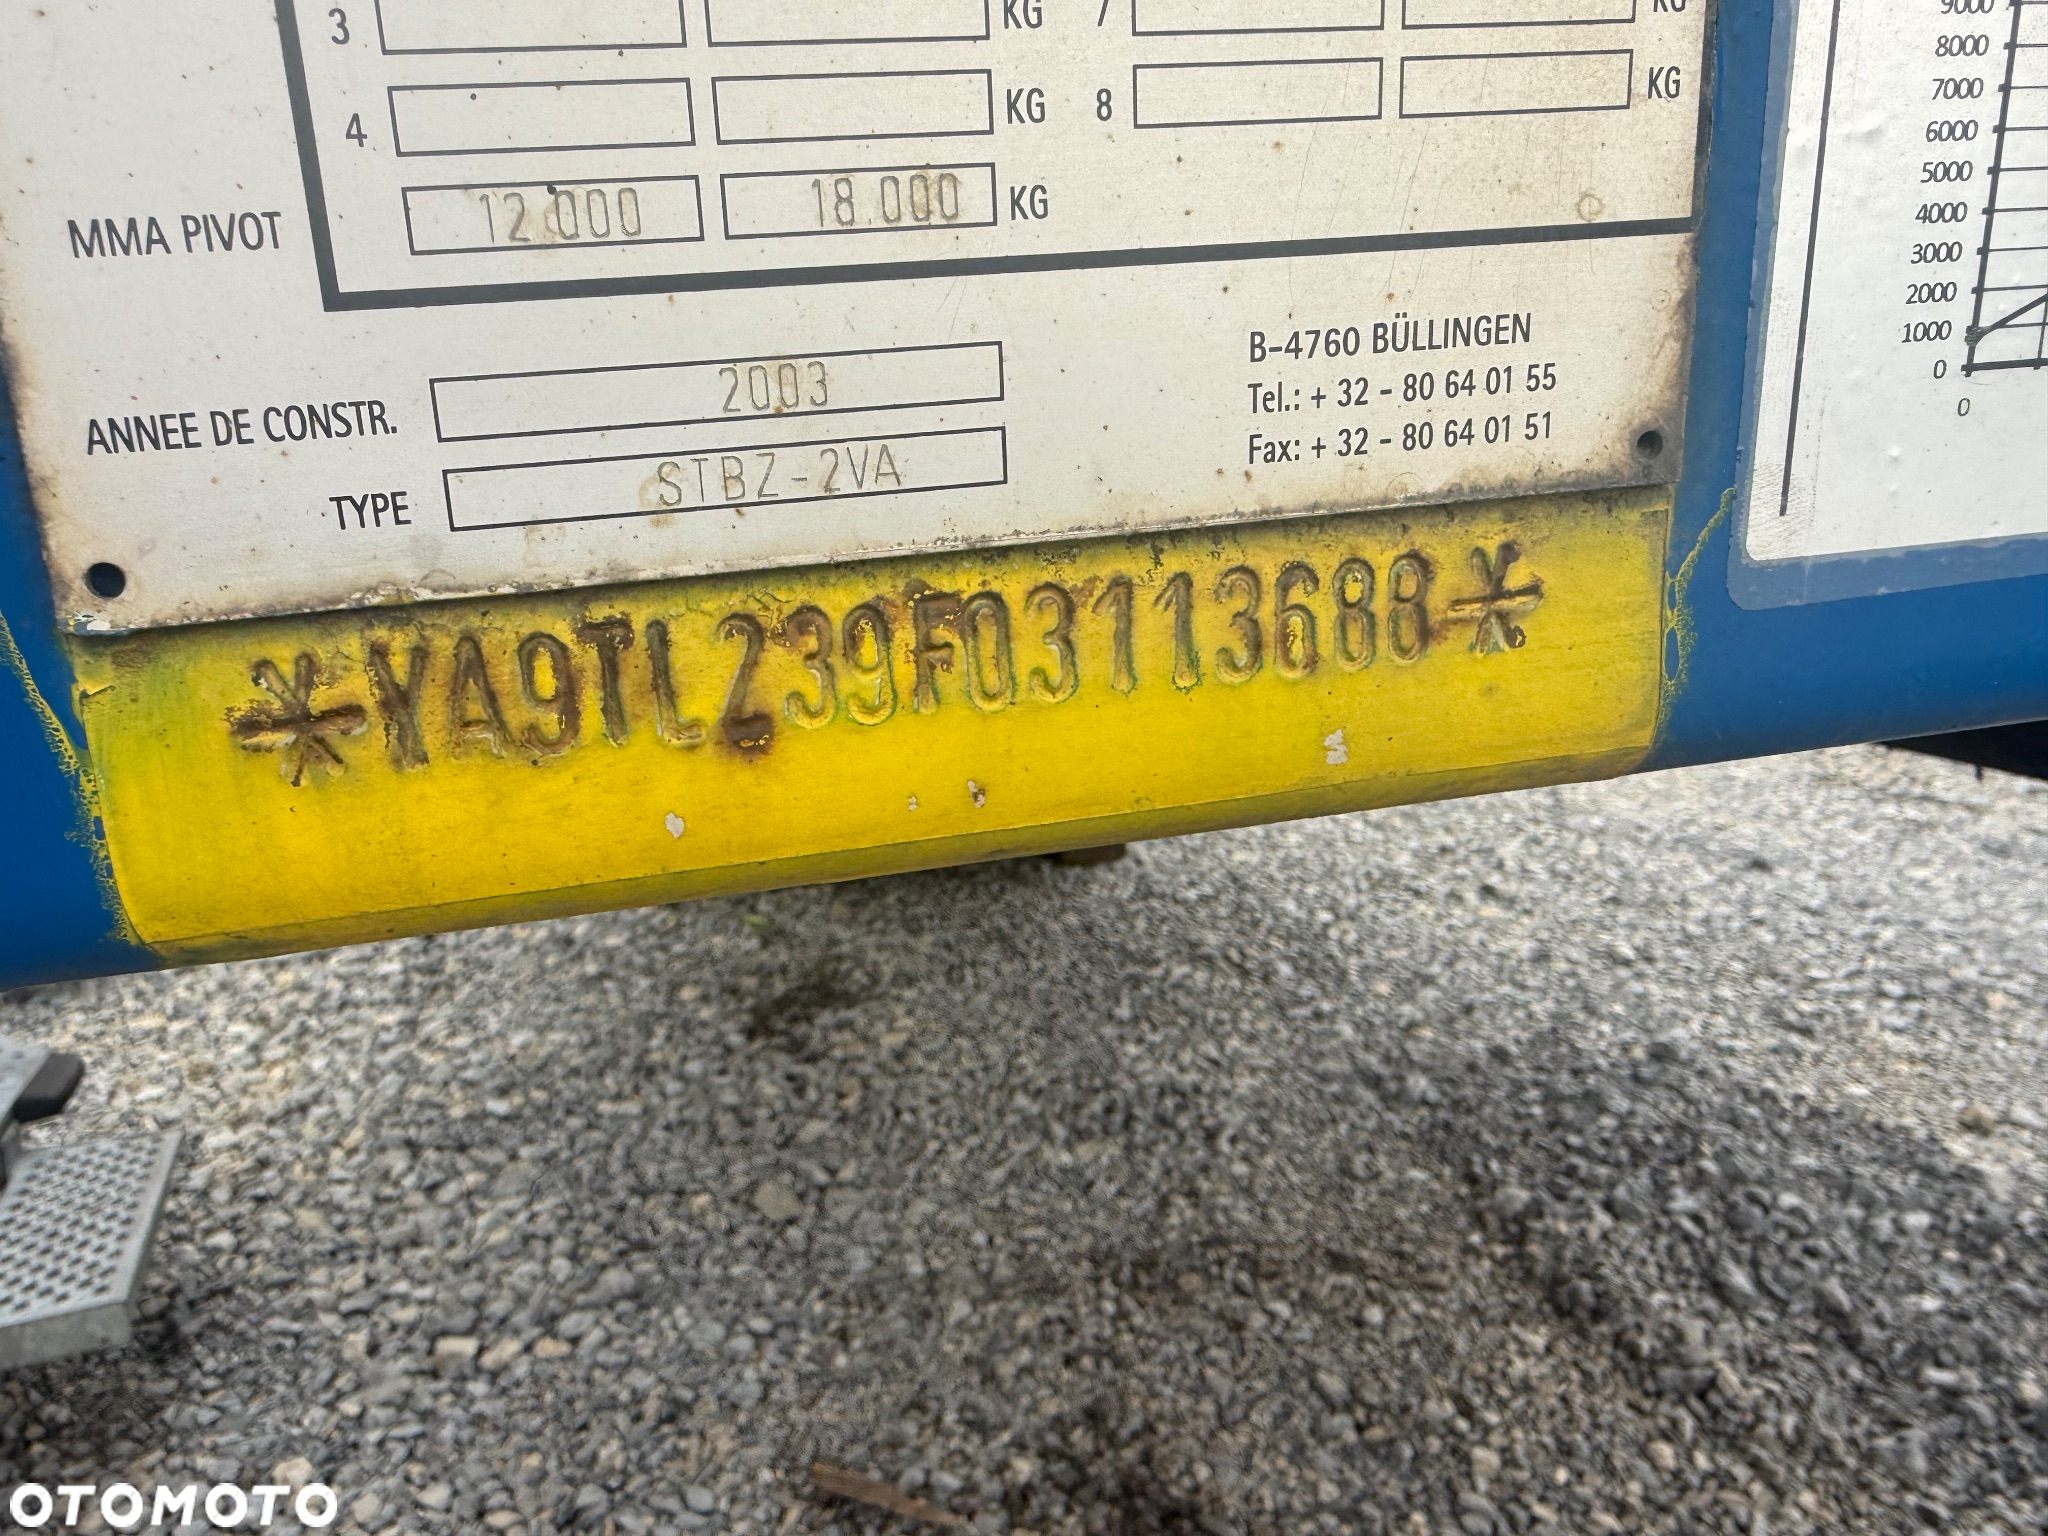 3 KG 7 KG
4 KG 8 KG
MMA PIVOT 12.000 18.000 KG
ANNEE DE CONSTR. 2003
TYPE STBZ-2VA
B-4760 BÜLLINGEN
Tel.: + 32 - 80 64 01 55
Fax: + 32 - 80 64 01 51
*YA9TL239F03113688*
9000
8000
7000
6000
5000
4000
3000
2000
1000
0
0
OTOMOTO